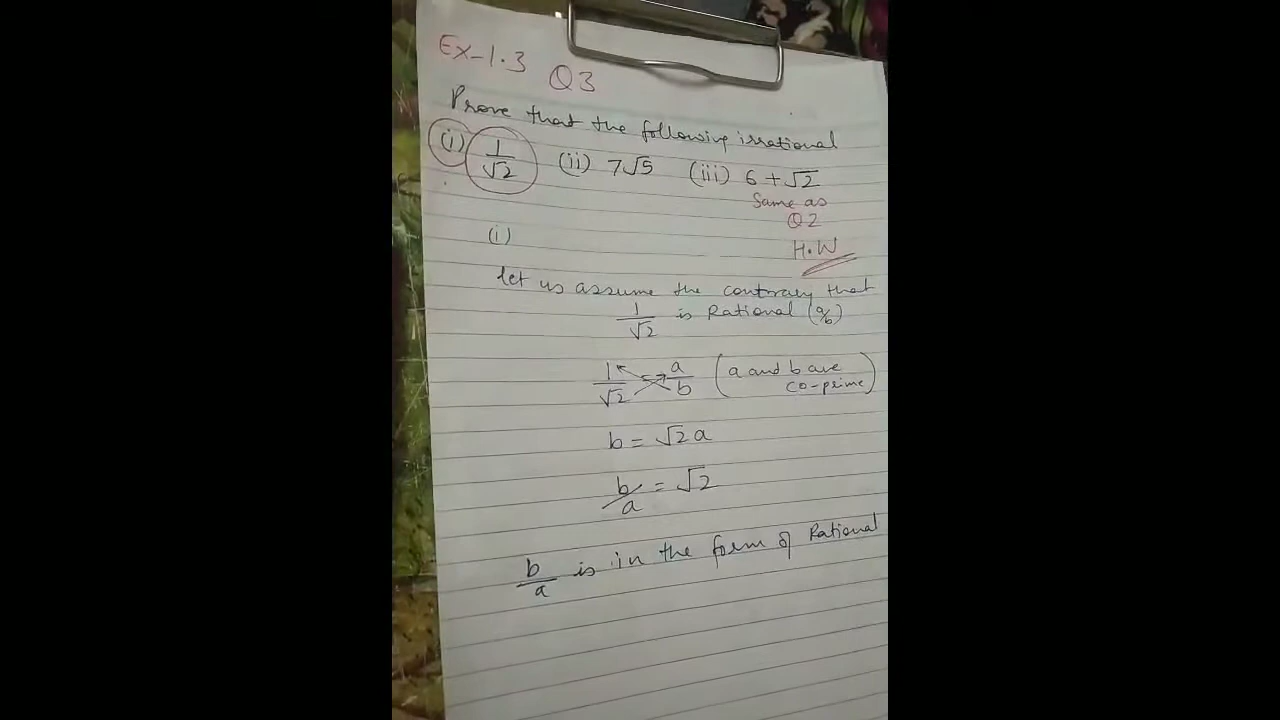 Ex-1.3 Q3
Prove that the following irrational
(i) 1/√2 (ii) 7√5 (iii) 6+√2
Same as
Q2
H.W
(i)
let us assume the contrary that
1/√2 is Rational (a/b)
1/√2 = a/b (a and b are
co-prime)
b = √2a
b/a = √2
b/a is in the form of Rational